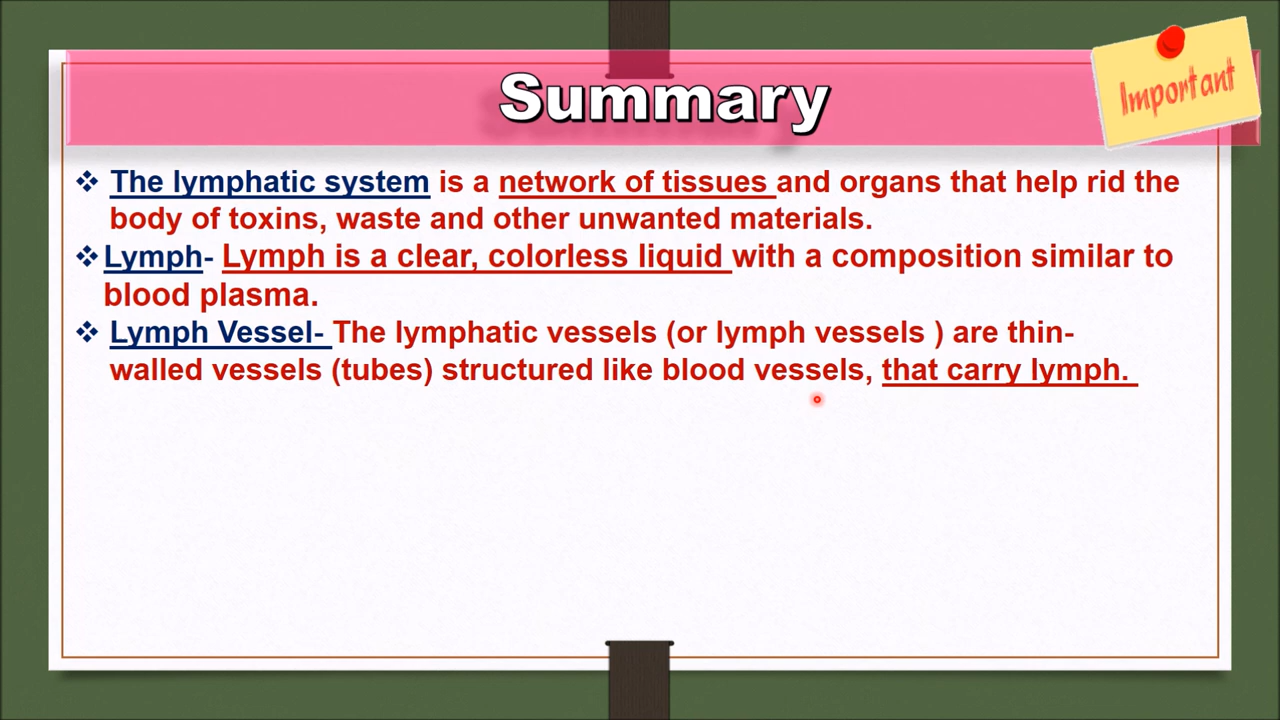 Summary
Important
❖ The lymphatic system is a network of tissues and organs that help rid the
body of toxins, waste and other unwanted materials.
❖ Lymph- Lymph is a clear, colorless liquid with a composition similar to
blood plasma.
❖ Lymph Vessel- The lymphatic vessels (or lymph vessels ) are thin-
walled vessels (tubes) structured like blood vessels, that carry lymph.